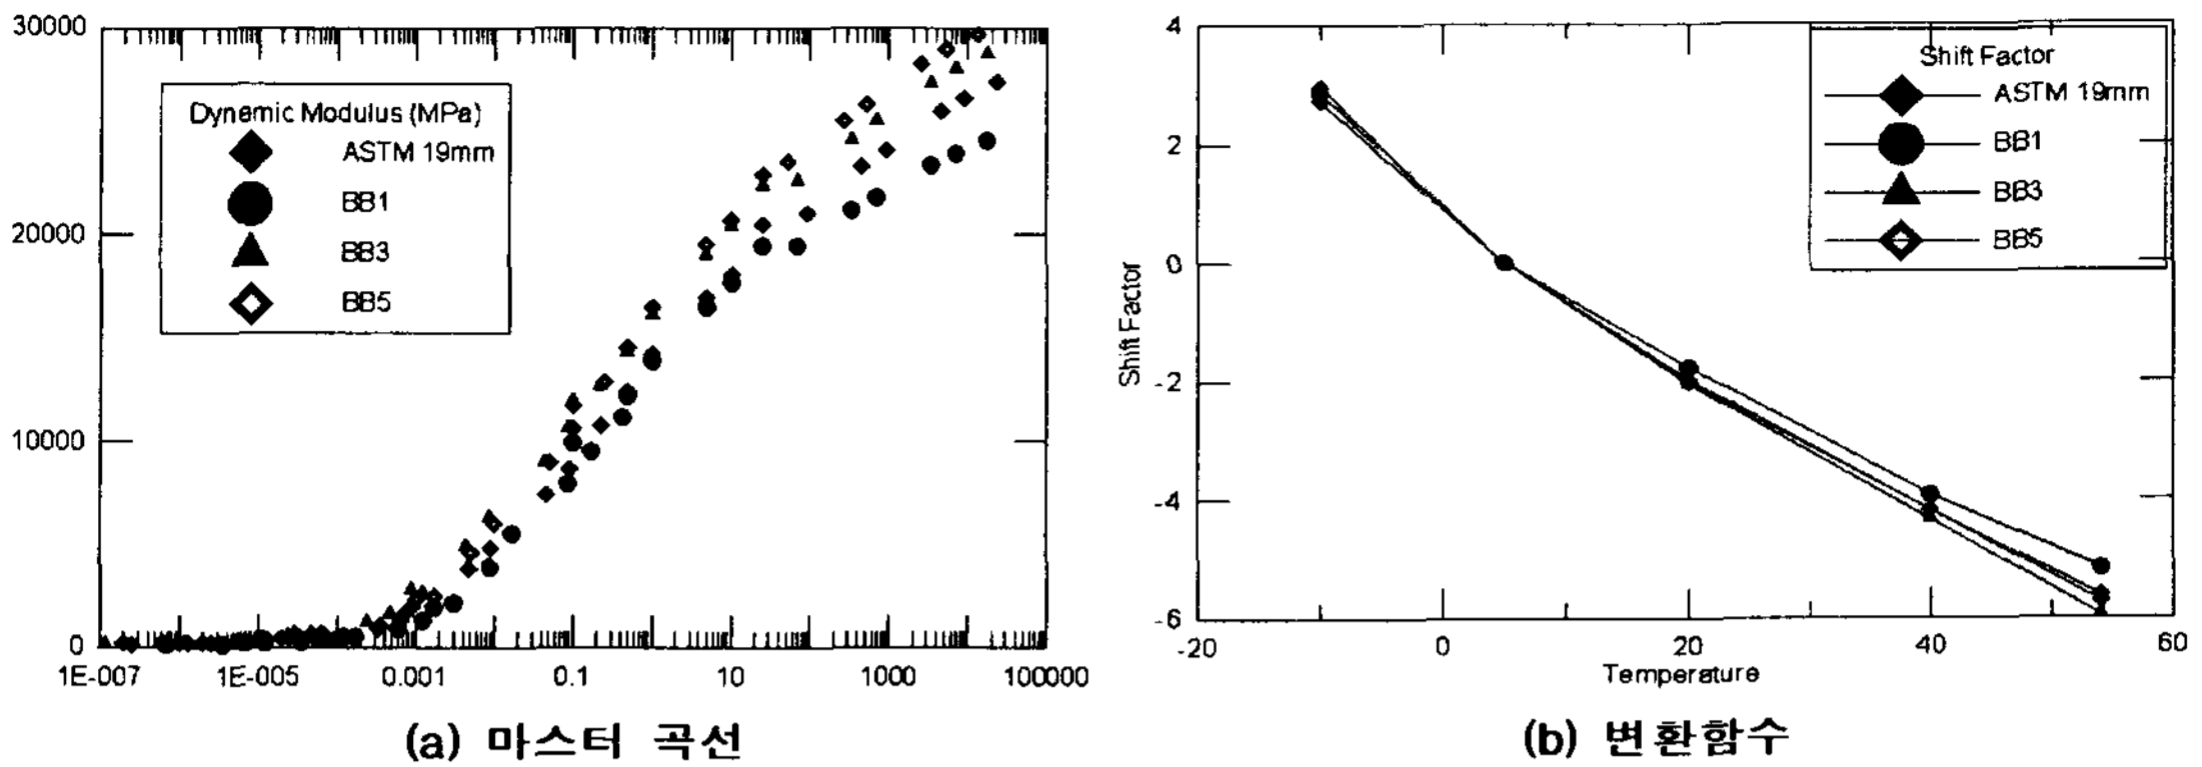 30000
20000
10000
0
Dynamic Modulus (MPa)
ASTM 19mm
BB1
BB3
BB5
1E-007 1E-005 0.001 0.1 10 1000 100000
(a) 마스터 곡선
4
2
0
-2
-4
-6
Shift Factor
Shift Factor
ASTM 19mm
BB1
BB3
BB5
-20 0 20 40 60
Temperature
(b) 변환함수